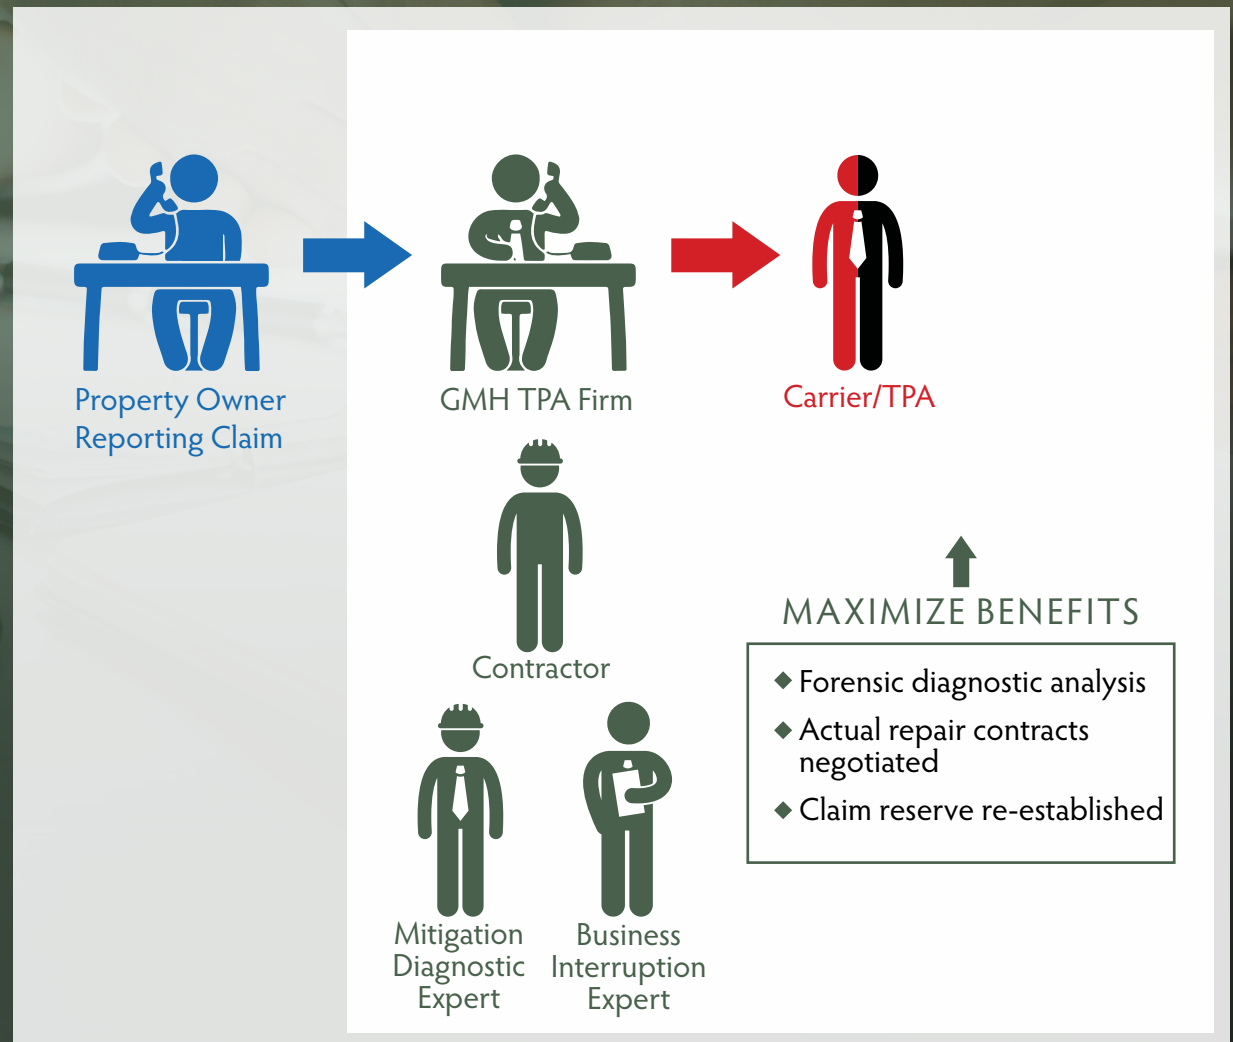 Property Owner
Reporting Claim
GMH TPA Firm
Carrier/TPA
Contractor
MAXIMIZE BENEFITS
Forensic diagnostic analysis
Actual repair contracts
negotiated
Claim reserve re-established
Mitigation
Diagnostic
Expert
Business
Interruption
Expert